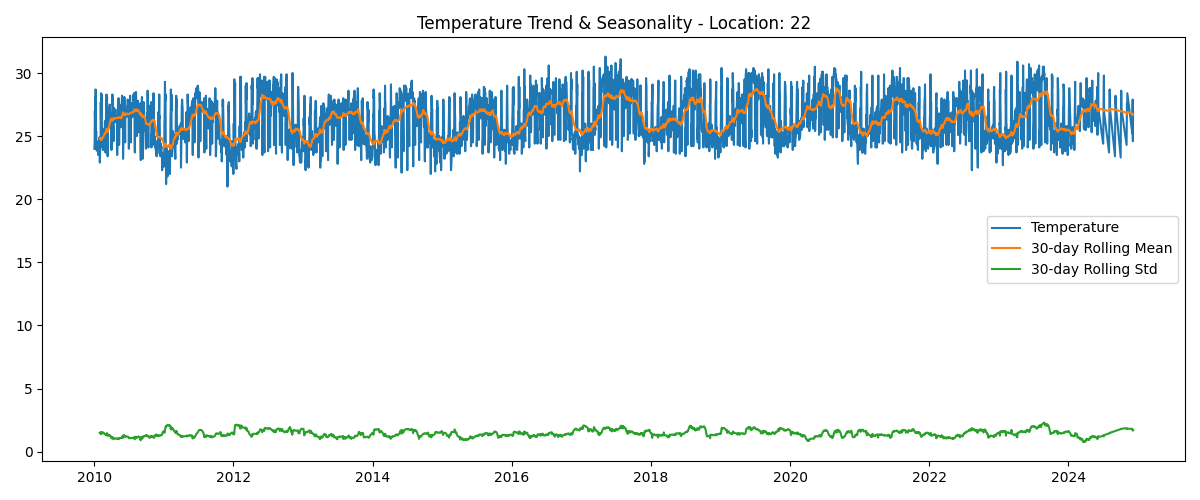 Temperature Trend & Seasonality - Location: 22
30
25
20
15
10
5
0
Temperature
30-day Rolling Mean
30-day Rolling Std
2010 2012 2014 2016 2018 2020 2022 2024